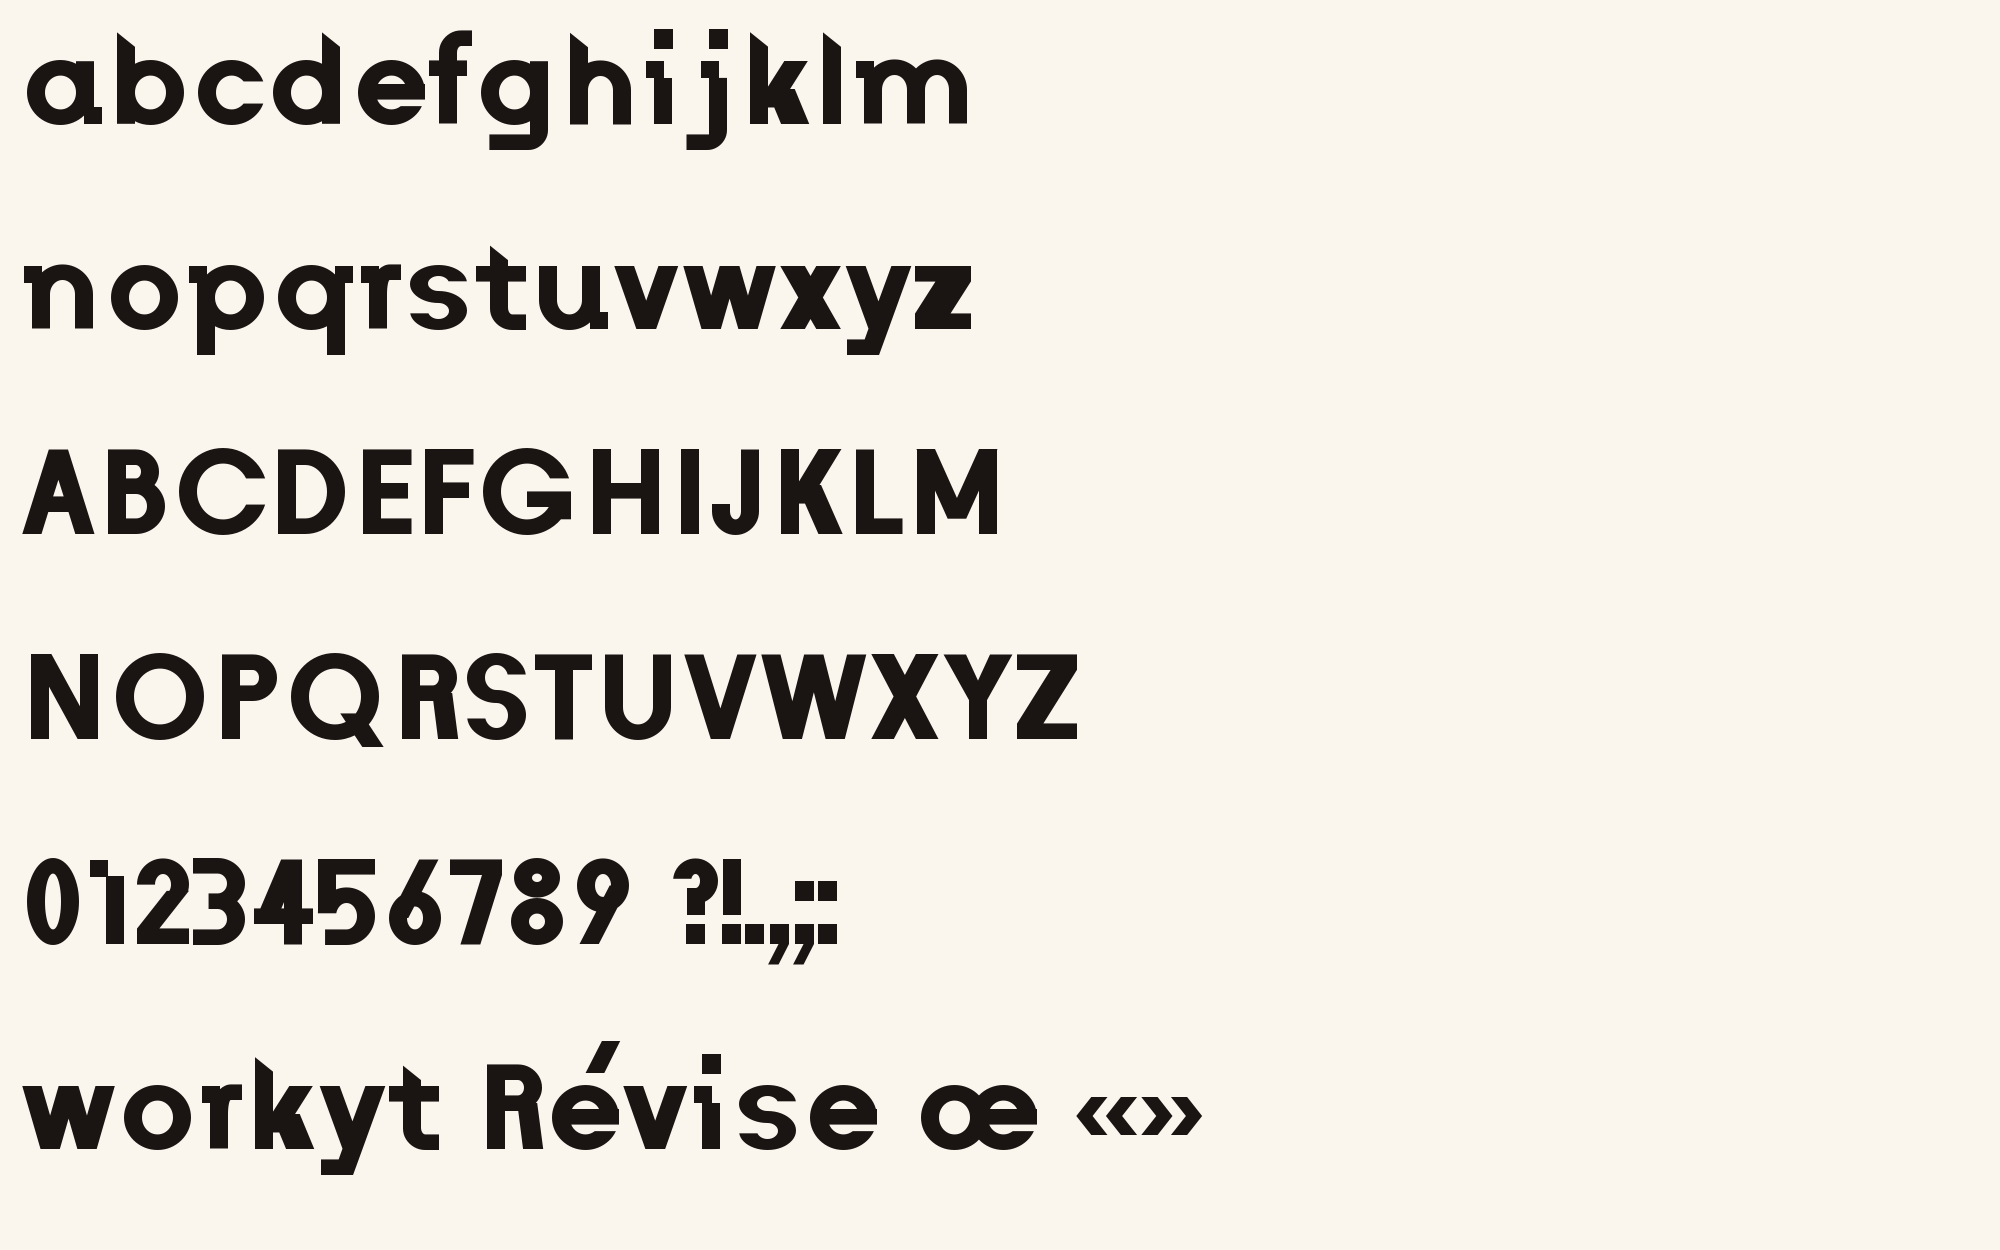 abcdefghijklm
nopqrstuvwxyz
ABCDEFGHIJKLM
NOPQRSTUVWXYZ
0123456789 ?!.,;:
workyt Révise œ «»